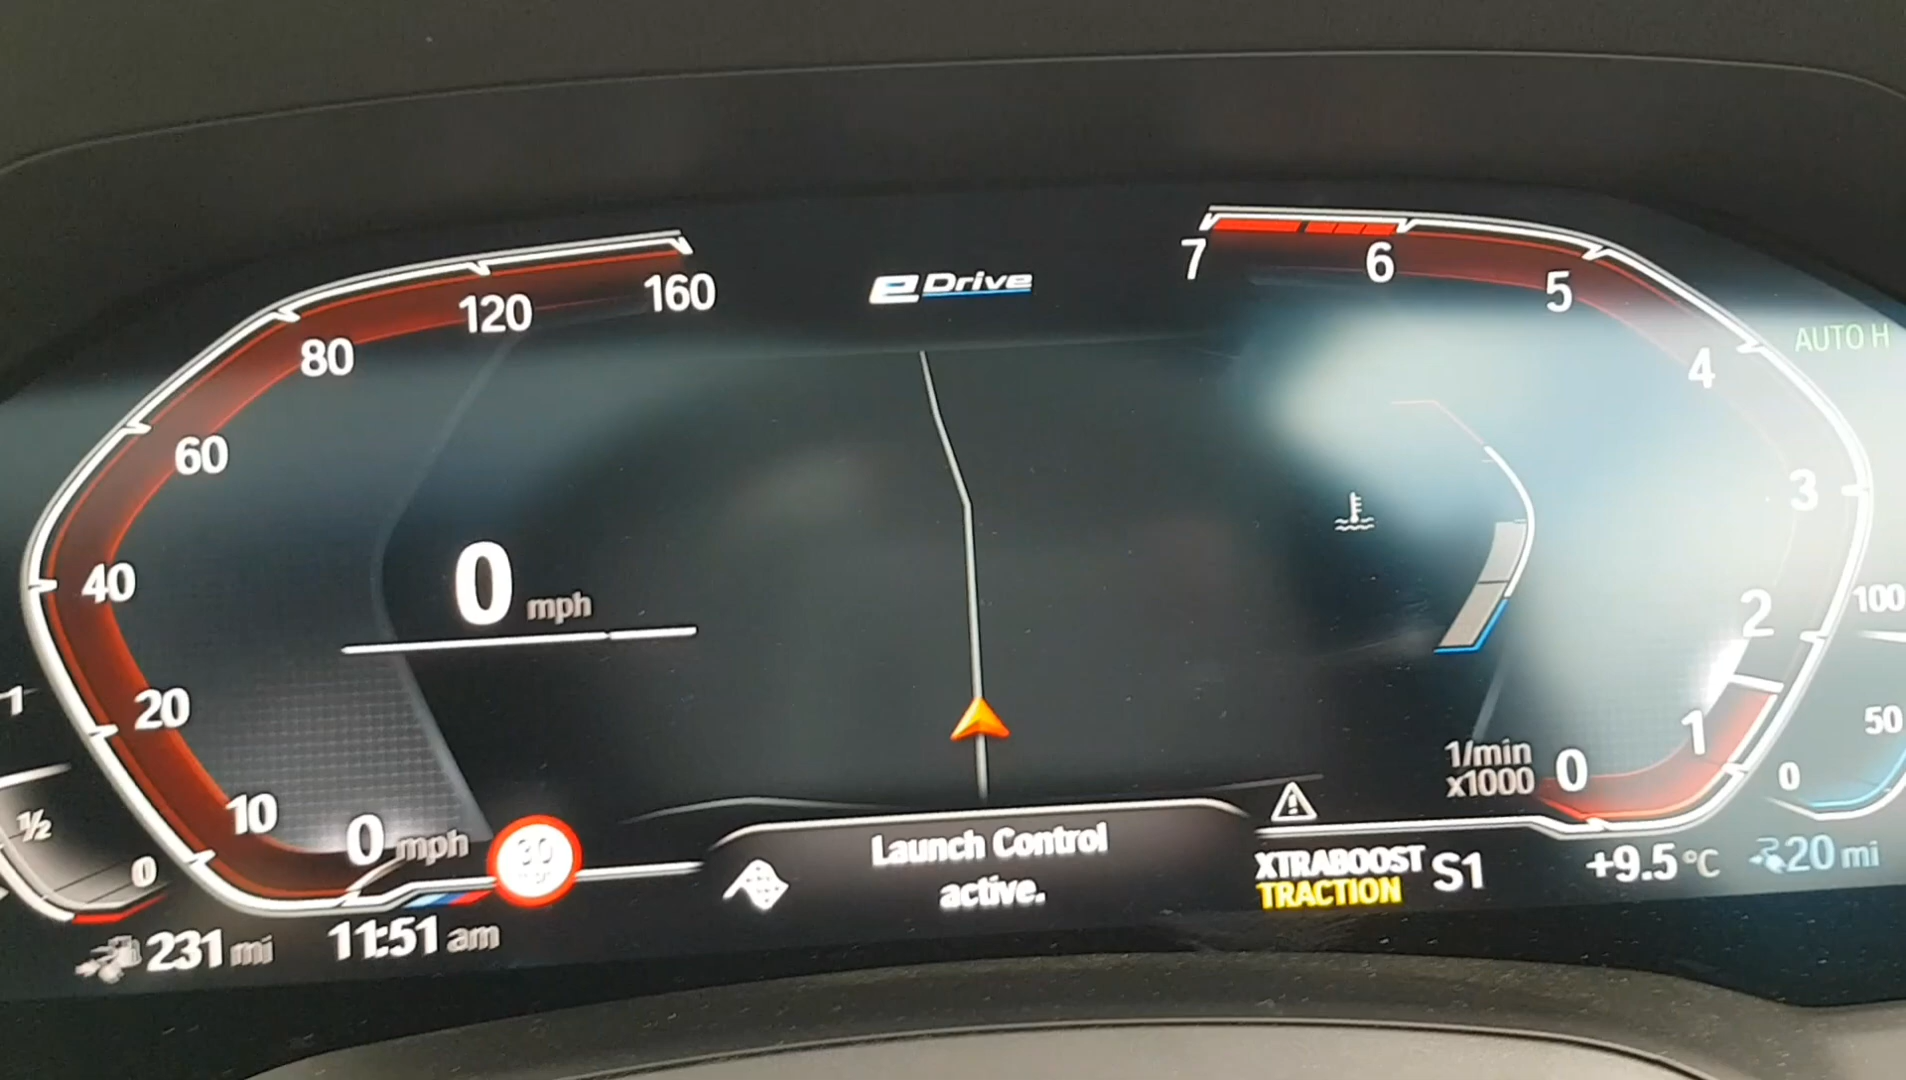 eDrive
160
120
80
60
40
20
10
0 mph
7
6
5
4
3
2
1
0
1/min
x1000
AUTO H
100
50
0
1
½
0
0 mph
30
Launch Control
active.
XTRABOOST
TRACTION
S1
+9.5 °C
20 mi
231 mi
11:51 am